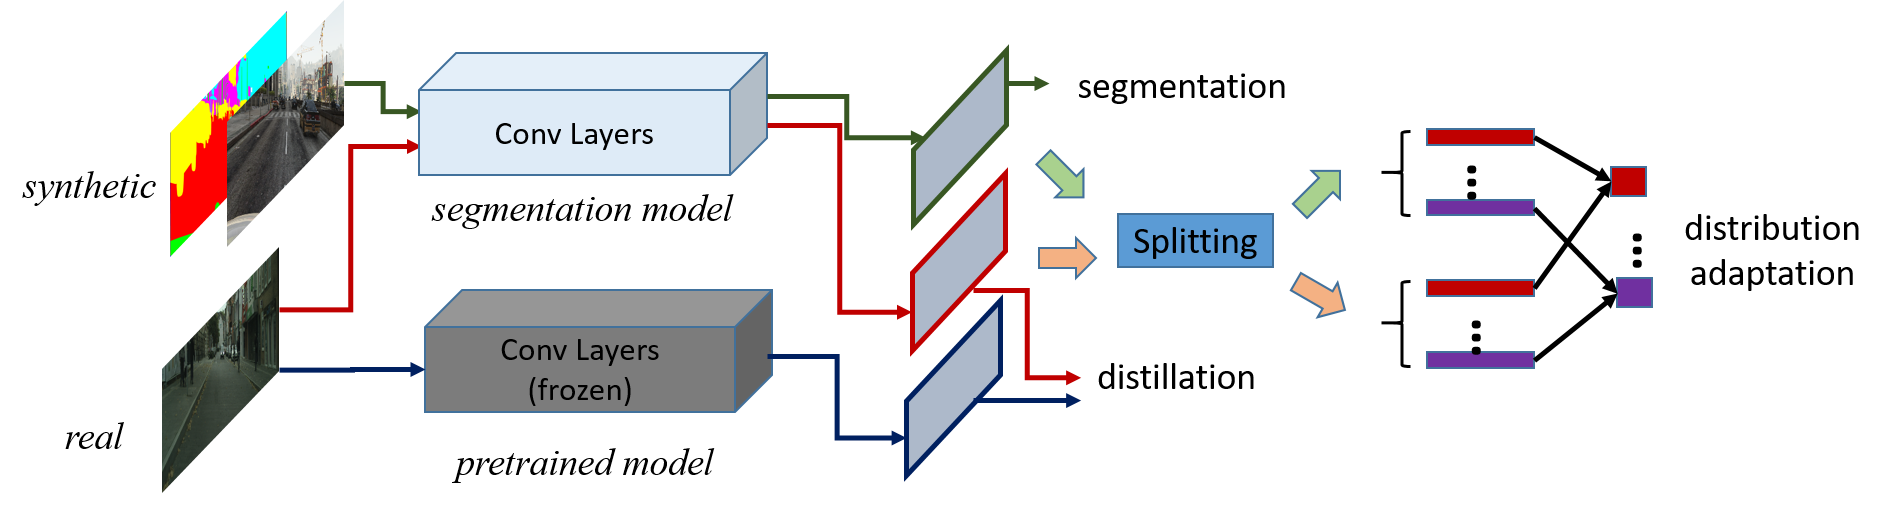 synthetic
real
Conv Layers
segmentation model
Conv Layers
(frozen)
pretrained model
segmentation
Splitting
distillation
distribution
adaptation